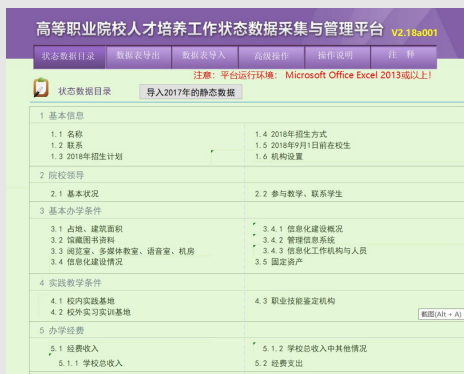 高等职业院校人才培养工作状态数据采集与管理平台 V2.18a001
状态数据目录 数据表导出 数据表导入 高级操作 操作说明 注 释
注意：平台运行环境： Microsoft Office Excel 2013或以上！
状态数据目录 导入2017年的静态数据
1 基本信息
1.1 名称 1.4 2018年招生方式
1.2 联系 1.5 2018年9月1日前在校生
1.3 2018年招生计划 1.6 机构设置
2 院校领导
2.1 基本状况 2.2 参与教学、联系学生
3 基本办学条件
3.1 占地、建筑面积 3.4.1 信息化建设概况
3.2 馆藏图书资料 3.4.2 管理信息系统
3.3 阅览室、多媒体教室、语音室、机房 3.4.3 信息化工作机构与人员
3.4 信息化建设情况 3.5 固定资产
4 实践教学条件
4.1 校内实践基地 4.3 职业技能鉴定机构
4.2 校外实习实训基地
截图(Alt + A)
5 办学经费
5.1 经费收入 5.1.2 学校总收入中其他情况
5.1.1 学校总收入 5.2 经费支出